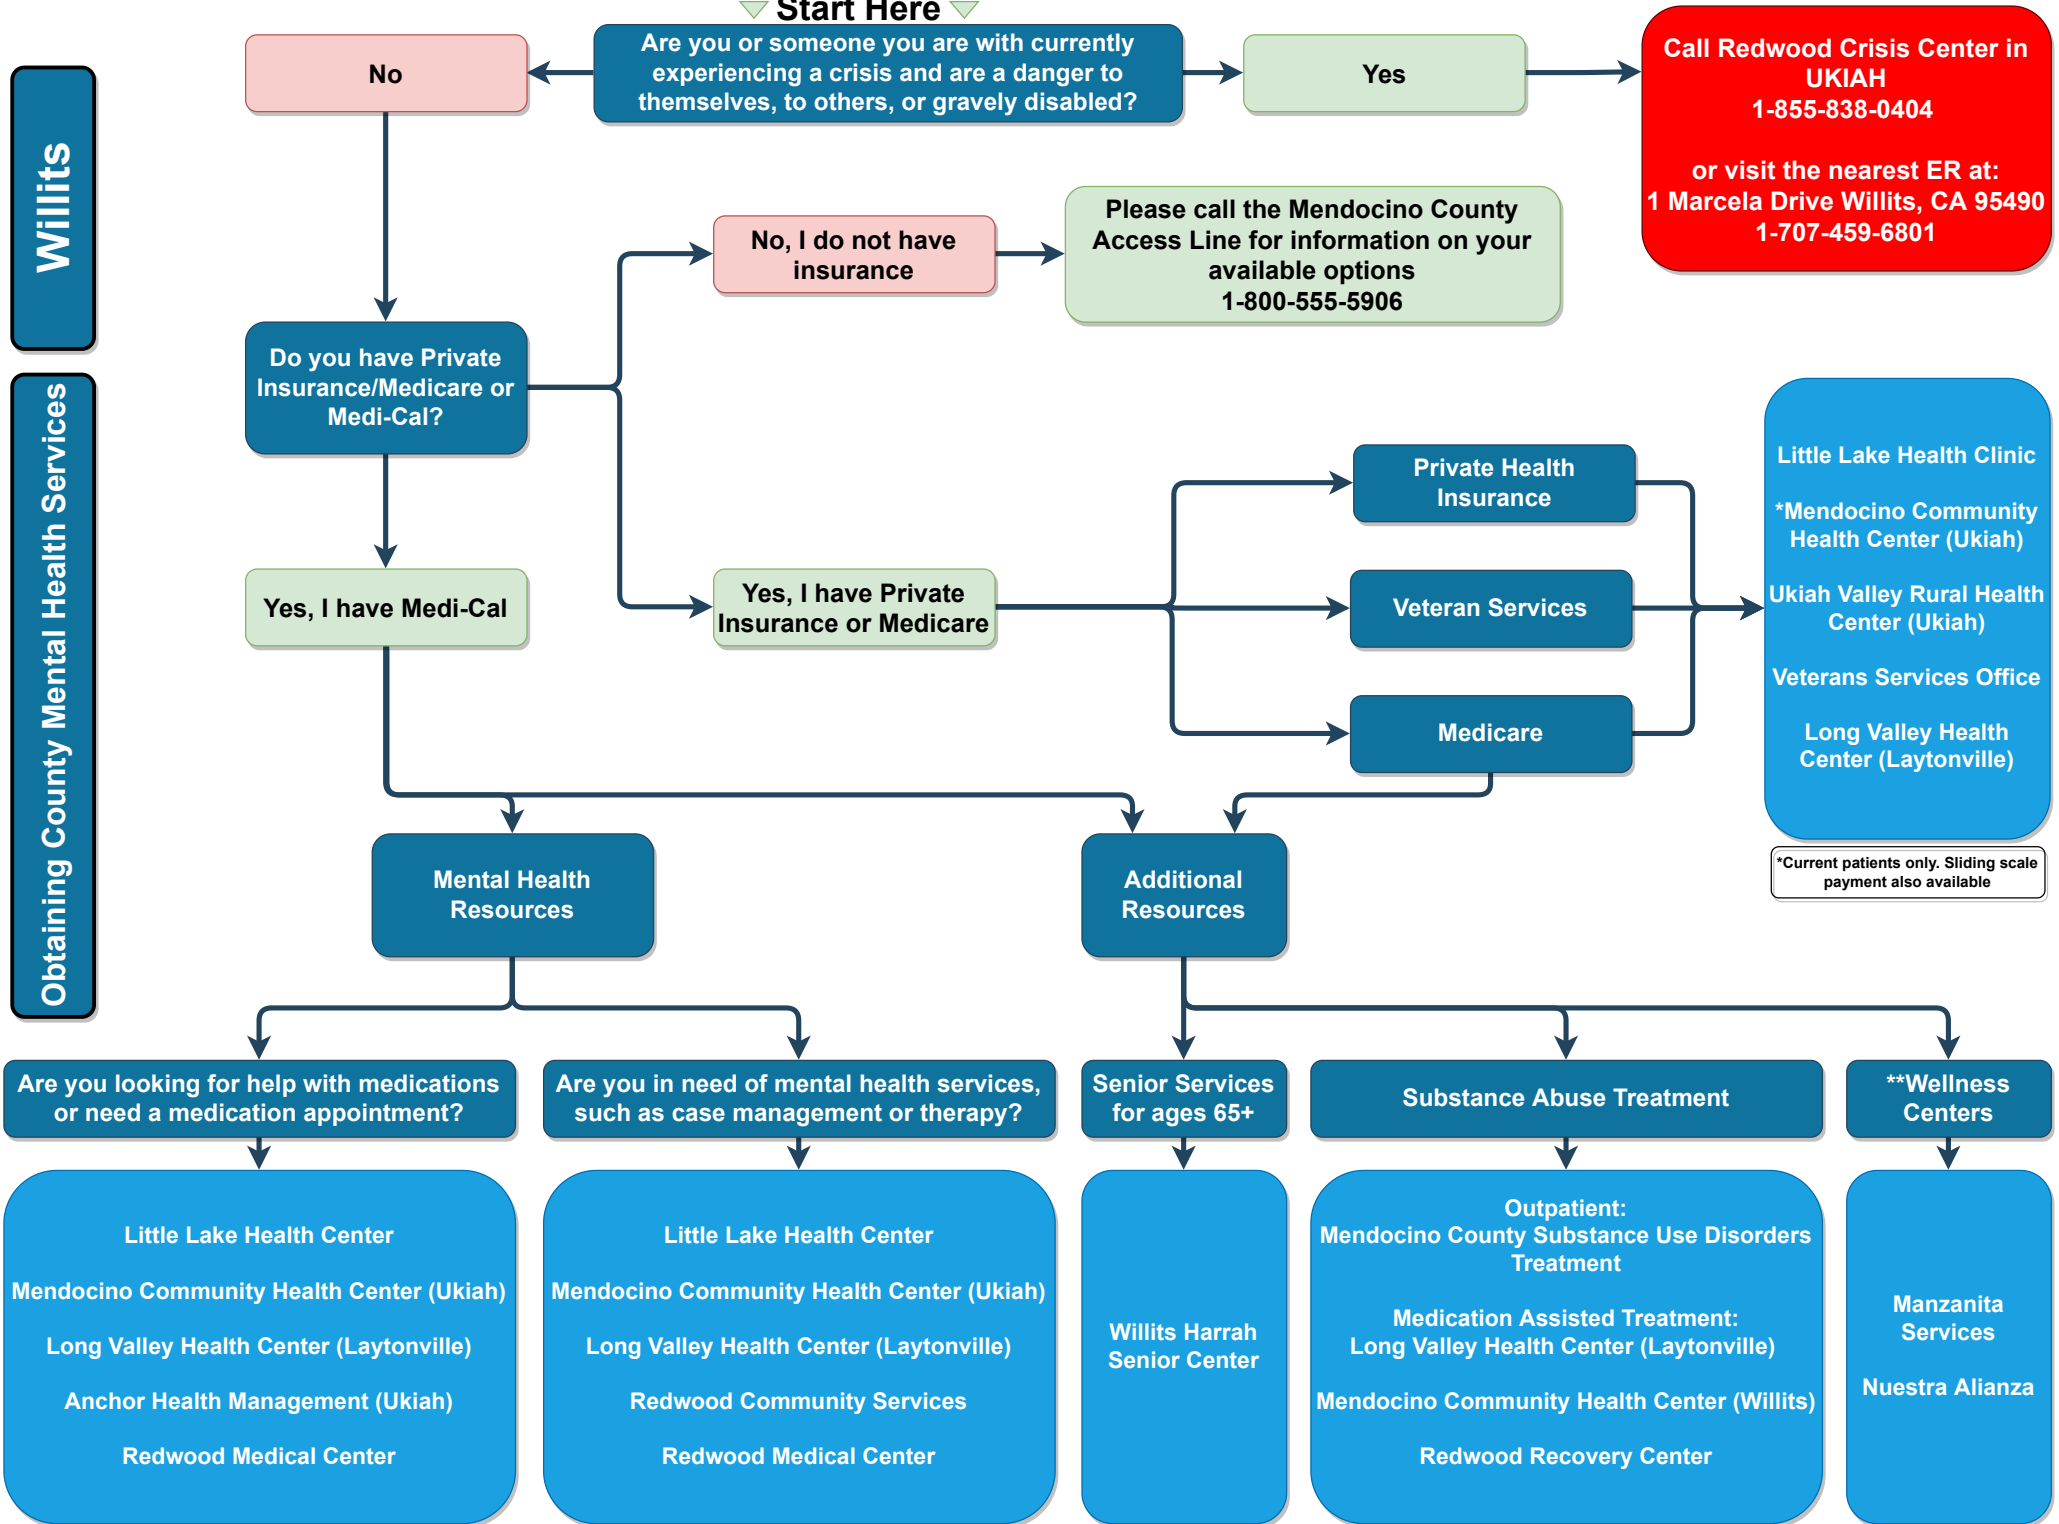 Start Here
Are you or someone you are with currently
experiencing a crisis and are a danger to
themselves, to others, or gravely disabled?
No
Yes
Call Redwood Crisis Center in
UKIAH
1-855-838-0404
or visit the nearest ER at:
1 Marcela Drive Willits, CA 95490
1-707-459-6801
Willits
Obtaining County Mental Health Services
No, I do not have
insurance
Please call the Mendocino County
Access Line for information on your
available options
1-800-555-5906
Do you have Private
Insurance/Medicare or
Medi-Cal?
Yes, I have Medi-Cal
Yes, I have Private
Insurance or Medicare
Private Health
Insurance
Veteran Services
Medicare
Little Lake Health Clinic
*Mendocino Community
Health Center (Ukiah)
Ukiah Valley Rural Health
Center (Ukiah)
Veterans Services Office
Long Valley Health
Center (Laytonville)
*Current patients only. Sliding scale
payment also available
Mental Health
Resources
Additional
Resources
Are you looking for help with medications
or need a medication appointment?
Are you in need of mental health services,
such as case management or therapy?
Senior Services
for ages 65+
Substance Abuse Treatment
**Wellness
Centers
Little Lake Health Center
Mendocino Community Health Center (Ukiah)
Long Valley Health Center (Laytonville)
Anchor Health Management (Ukiah)
Redwood Medical Center
Little Lake Health Center
Mendocino Community Health Center (Ukiah)
Long Valley Health Center (Laytonville)
Redwood Community Services
Redwood Medical Center
Willits Harrah
Senior Center
Outpatient:
Mendocino County Substance Use Disorders
Treatment
Medication Assisted Treatment:
Long Valley Health Center (Laytonville)
Mendocino Community Health Center (Willits)
Redwood Recovery Center
Manzanita
Services
Nuestra Alianza